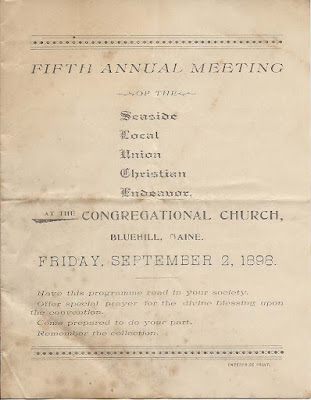 FIFTH ANNUAL MEETING
OF THE
Seaside
Local
Union
Christian
Endeavor.
AT THE CONGREGATIONAL CHURCH,
BLUEHILL, MAINE.
FRIDAY, SEPTEMBER 2, 1898.
Have this programme read in your society.
Offer special prayer for the divine blessing upon
the convention.
Come prepared to do your part.
Remember the collection.
ENTERPRISE PRINT.